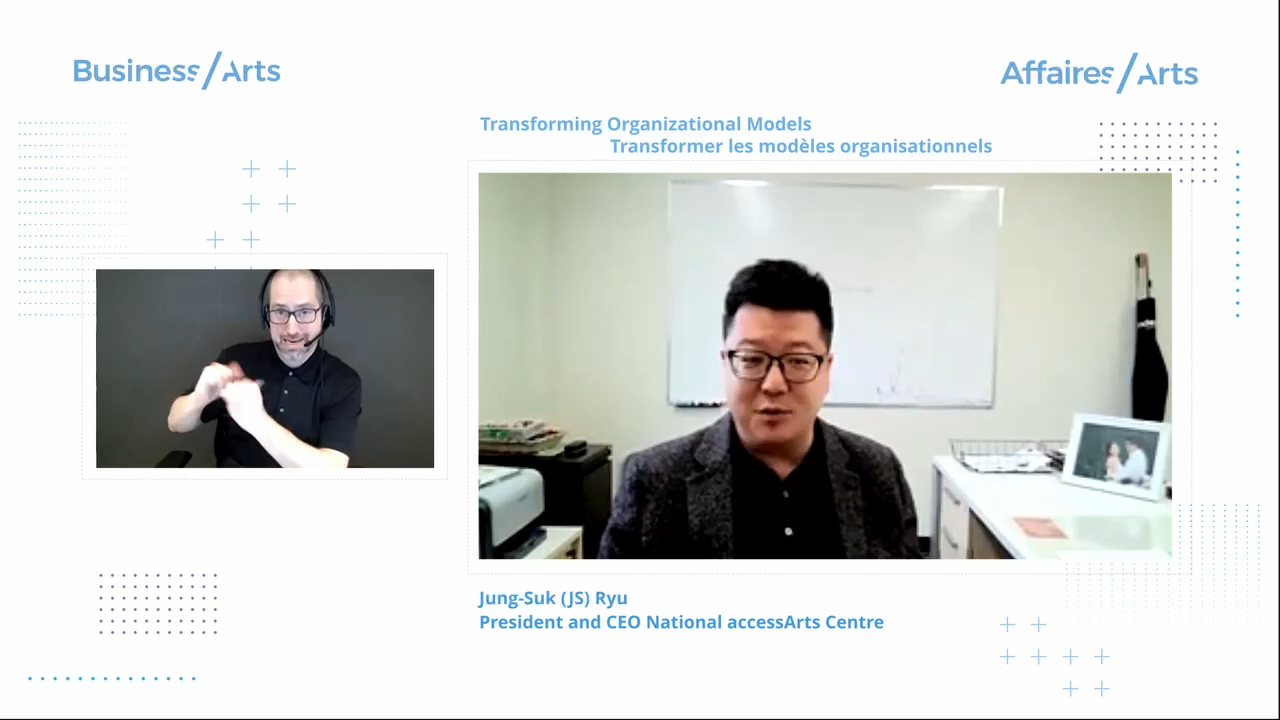 Business/Arts
Affaires/Arts
Transforming Organizational Models
Transformer les modèles organisationnels
Jung-Suk (JS) Ryu
President and CEO National accessArts Centre